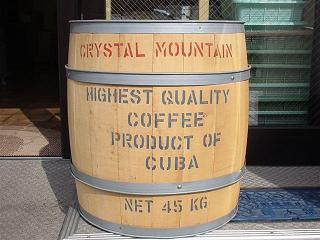 CRYSTAL MOUNTAIN
HIGHEST QUALITY
COFFEE
PRODUCT OF
CUBA
NET 45 KG